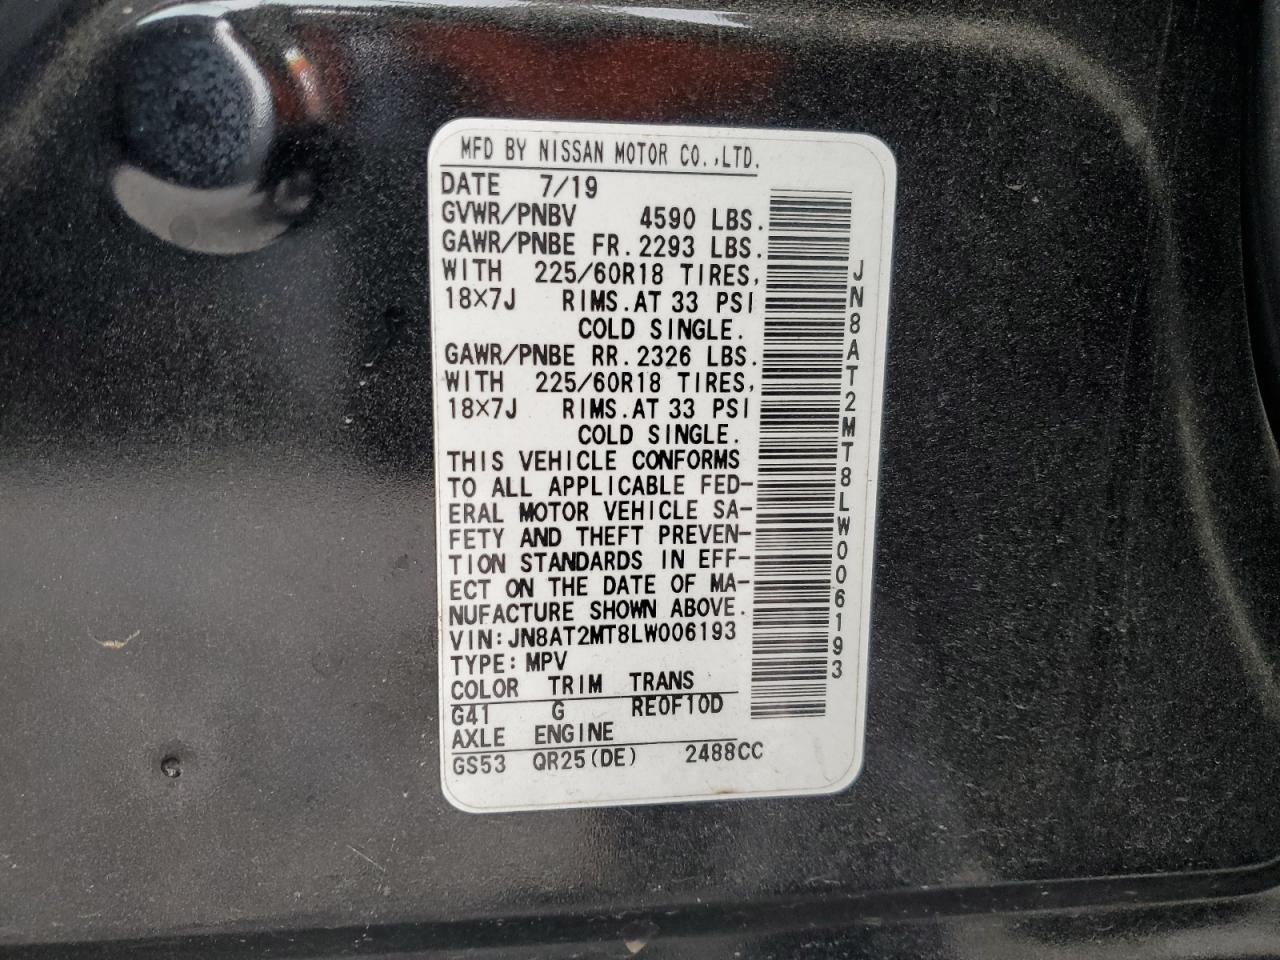 MFD BY NISSAN MOTOR CO.,LTD.
DATE 7/19
GVWR/PNBV 4590 LBS.
GAWR/PNBE FR. 2293 LBS.
WITH 225/60R18 TIRES,
18×7J RIMS. AT 33 PSI
COLD SINGLE.
GAWR/PNBE RR. 2326 LBS.
WITH 225/60R18 TIRES,
18×7J RIMS. AT 33 PSI
COLD SINGLE.
THIS VEHICLE CONFORMS
TO ALL APPLICABLE FED-
ERAL MOTOR VEHICLE SA-
FETY AND THEFT PREVEN-
TION STANDARDS IN EFF-
ECT ON THE DATE OF MA-
NUFACTURE SHOWN ABOVE.
VIN: JN8AT2MT8LW006193
TYPE: MPV
COLOR TRIM TRANS
G41 G RE0F10D
AXLE ENGINE
GS53 QR25(DE) 2488CC
JN8AT2MT8LW006193